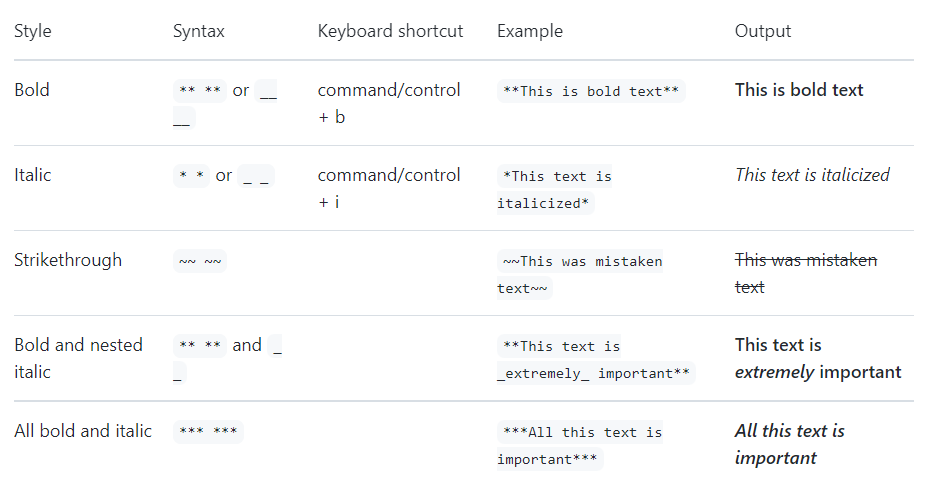 Style Syntax Keyboard shortcut Example Output
Bold ** ** or __ __ command/control + b **This is bold text** This is bold text
Italic * * or _ _ command/control + i *This text is italicized* This text is italicized
Strikethrough ~~ ~~ ~~This was mistaken text~~ This was mistaken text
Bold and nested italic ** ** and _ _ **This text is _extremely_ important** This text is extremely important
All bold and italic *** *** ***All this text is important*** All this text is important